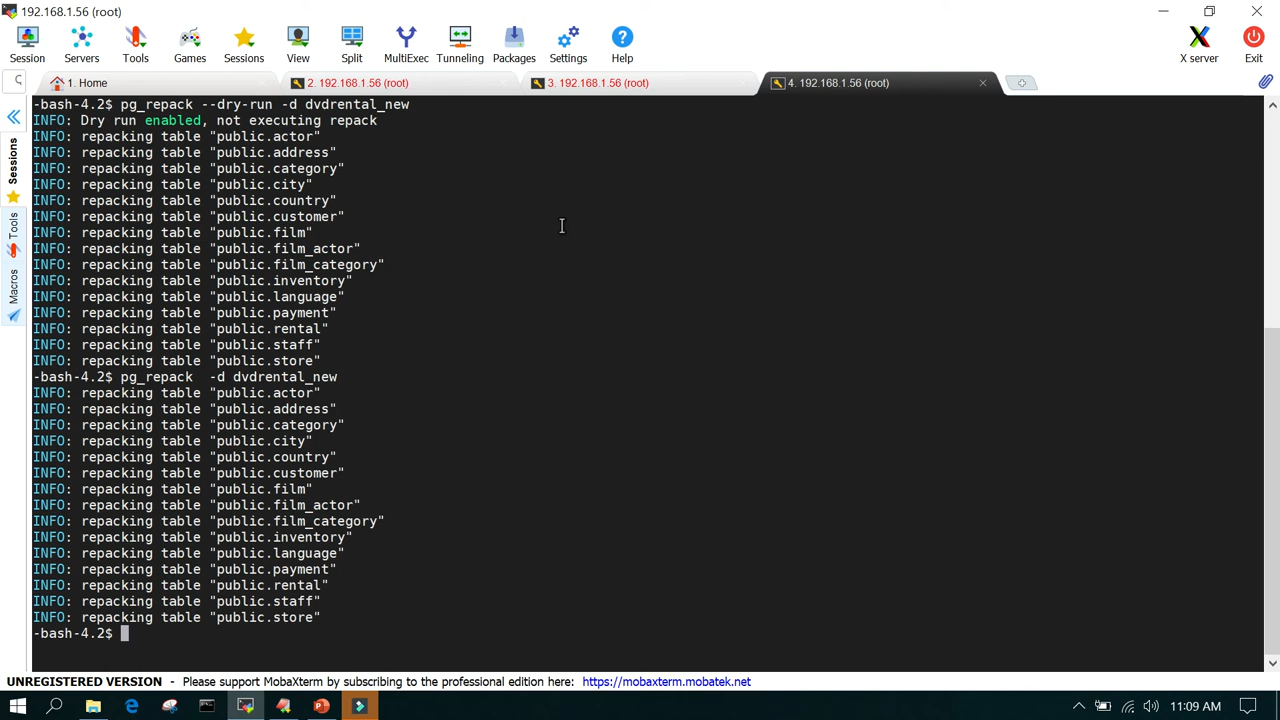 192.168.1.56 (root)
Session Servers Tools Games Sessions View Split MultiExec Tunneling Packages Settings Help X server Exit
1. Home 2. 192.168.1.56 (root) 3. 192.168.1.56 (root) 4. 192.168.1.56 (root)
Sessions
Tools
Macros
-bash-4.2$ pg_repack --dry-run -d dvdrental_new
INFO: Dry run enabled, not executing repack
INFO: repacking table "public.actor"
INFO: repacking table "public.address"
INFO: repacking table "public.category"
INFO: repacking table "public.city"
INFO: repacking table "public.country"
INFO: repacking table "public.customer"
INFO: repacking table "public.film"
INFO: repacking table "public.film_actor"
INFO: repacking table "public.film_category"
INFO: repacking table "public.inventory"
INFO: repacking table "public.language"
INFO: repacking table "public.payment"
INFO: repacking table "public.rental"
INFO: repacking table "public.staff"
INFO: repacking table "public.store"
-bash-4.2$ pg_repack  -d dvdrental_new
INFO: repacking table "public.actor"
INFO: repacking table "public.address"
INFO: repacking table "public.category"
INFO: repacking table "public.city"
INFO: repacking table "public.country"
INFO: repacking table "public.customer"
INFO: repacking table "public.film"
INFO: repacking table "public.film_actor"
INFO: repacking table "public.film_category"
INFO: repacking table "public.inventory"
INFO: repacking table "public.language"
INFO: repacking table "public.payment"
INFO: repacking table "public.rental"
INFO: repacking table "public.staff"
INFO: repacking table "public.store"
-bash-4.2$
UNREGISTERED VERSION - Please support MobaXterm by subscribing to the professional edition here: https://mobaxterm.mobatek.net
11:09 AM